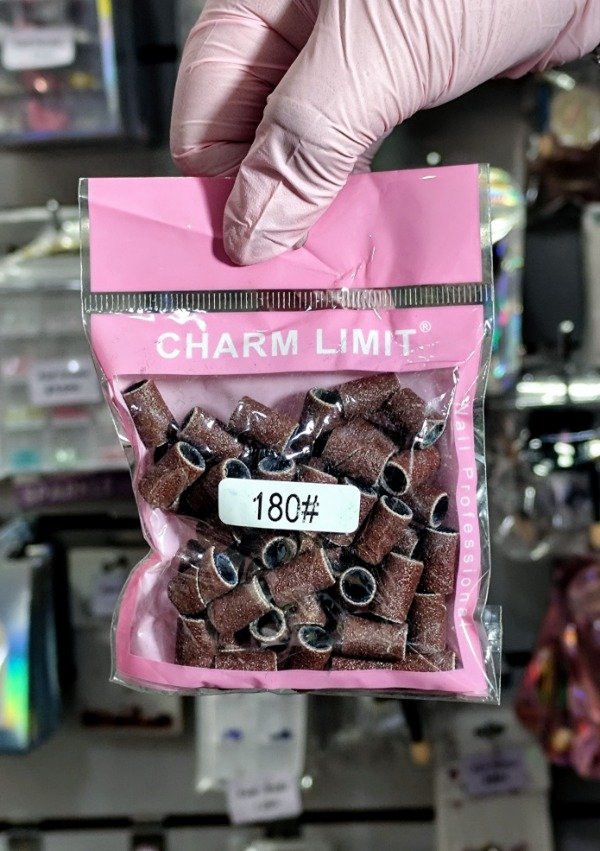 CHARM LIMIT®
Nail Professional
180#